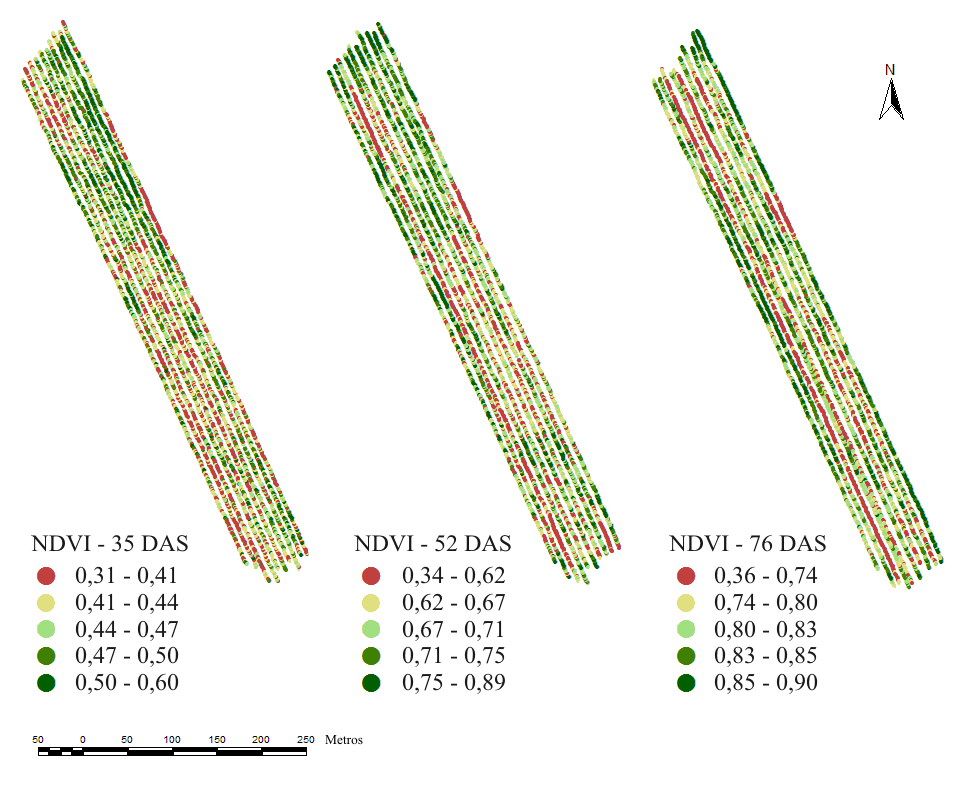 N
NDVI - 35 DAS
0,31 - 0,41
0,41 - 0,44
0,44 - 0,47
0,47 - 0,50
0,50 - 0,60
NDVI - 52 DAS
0,34 - 0,62
0,62 - 0,67
0,67 - 0,71
0,71 - 0,75
0,75 - 0,89
NDVI - 76 DAS
0,36 - 0,74
0,74 - 0,80
0,80 - 0,83
0,83 - 0,85
0,85 - 0,90
50 0 50 100 150 200 250 Metros